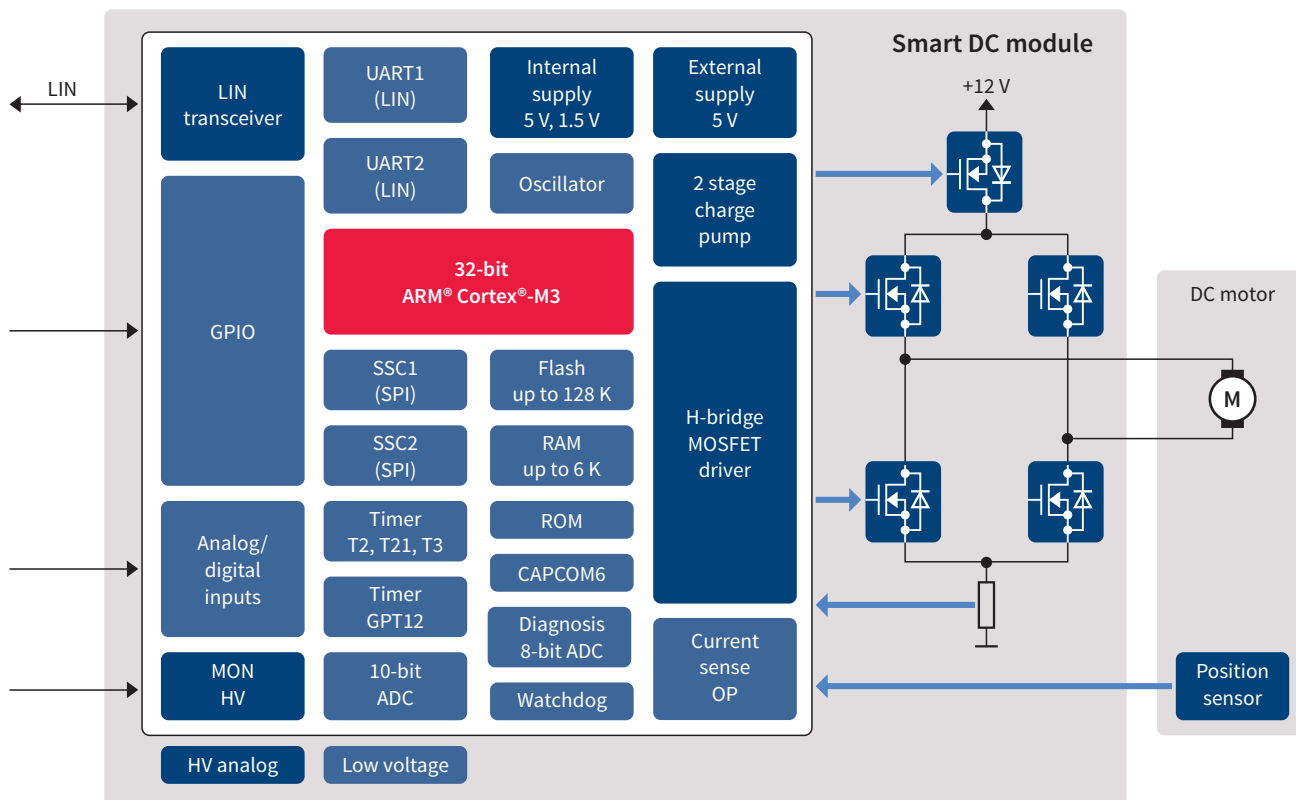 Smart DC module
LIN
LIN
transceiver
UART1
(LIN)
Internal
supply
5 V, 1.5 V
External
supply
5 V
+12 V
UART2
(LIN)
Oscillator
2 stage
charge
pump
GPIO
32-bit
ARM® Cortex®-M3
DC motor
M
SSC1
(SPI)
Flash
up to 128 K
H-bridge
MOSFET
driver
SSC2
(SPI)
RAM
up to 6 K
Analog/
digital
inputs
Timer
T2, T21, T3
ROM
CAPCOM6
Timer
GPT12
Diagnosis
8-bit ADC
Current
sense
OP
MON
HV
10-bit
ADC
Watchdog
Position
sensor
HV analog
Low voltage